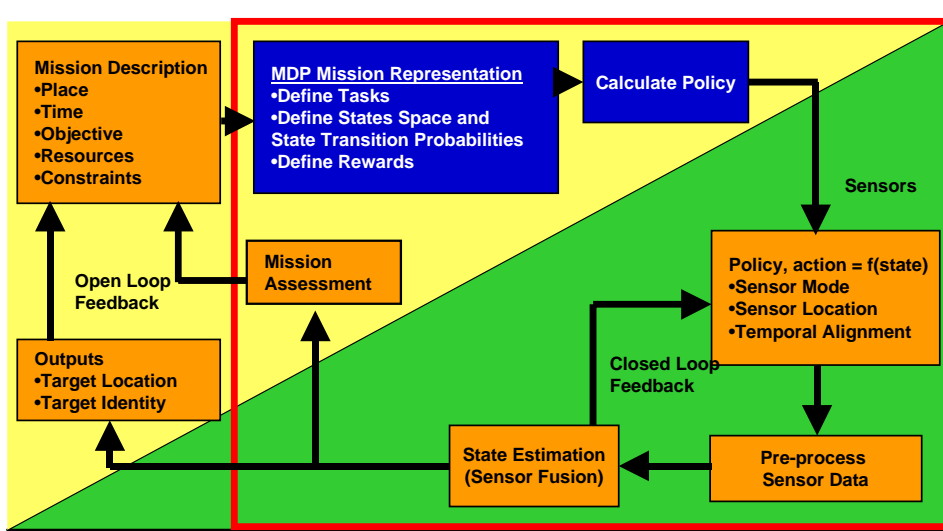 Mission Description
•Place
•Time
•Objective
•Resources
•Constraints
MDP Mission Representation
•Define Tasks
•Define States Space and
State Transition Probabilities
•Define Rewards
Calculate Policy
Sensors
Policy, action = f(state)
•Sensor Mode
•Sensor Location
•Temporal Alignment
Mission
Assessment
Open Loop
Feedback
Closed Loop
Feedback
Outputs
•Target Location
•Target Identity
State Estimation
(Sensor Fusion)
Pre-process
Sensor Data